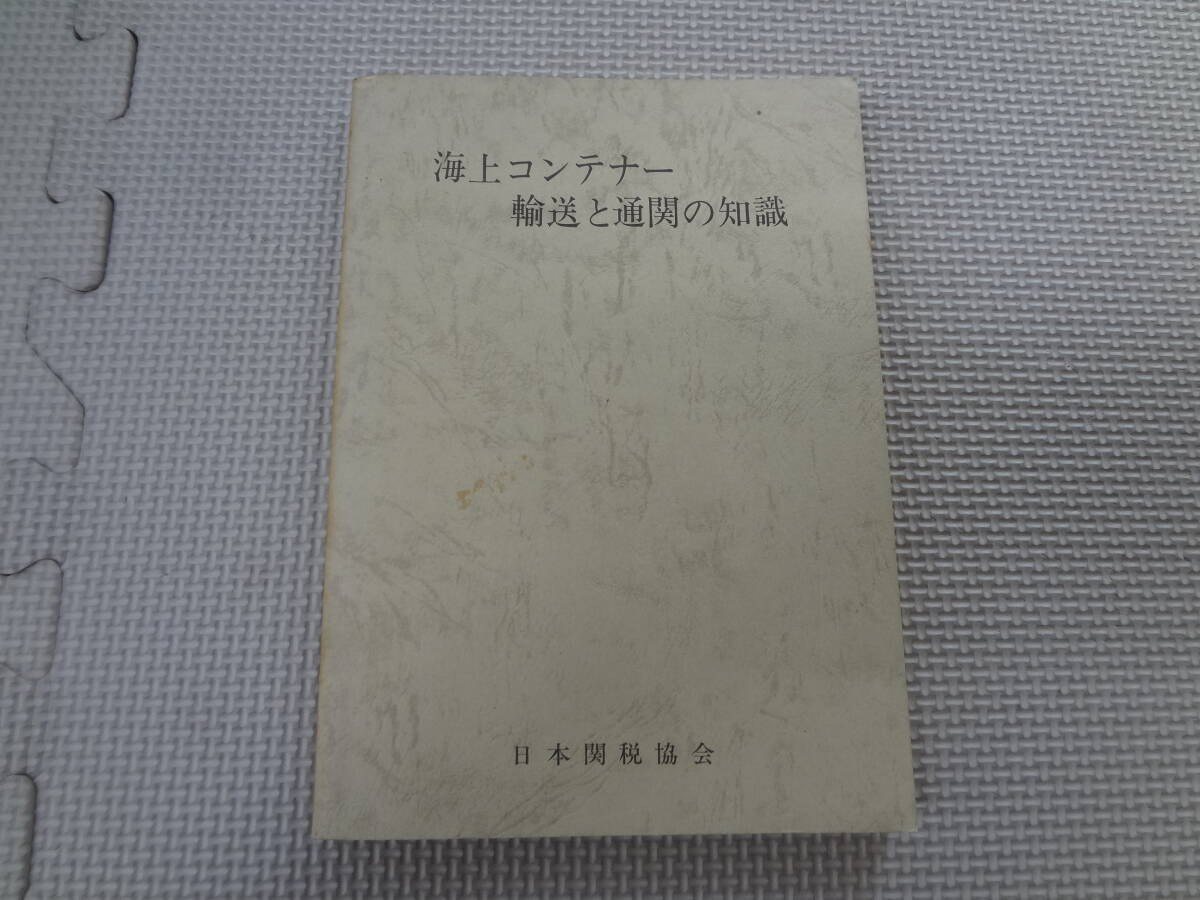 海上コンテナー
輸送と通関の知識
日本関税協会